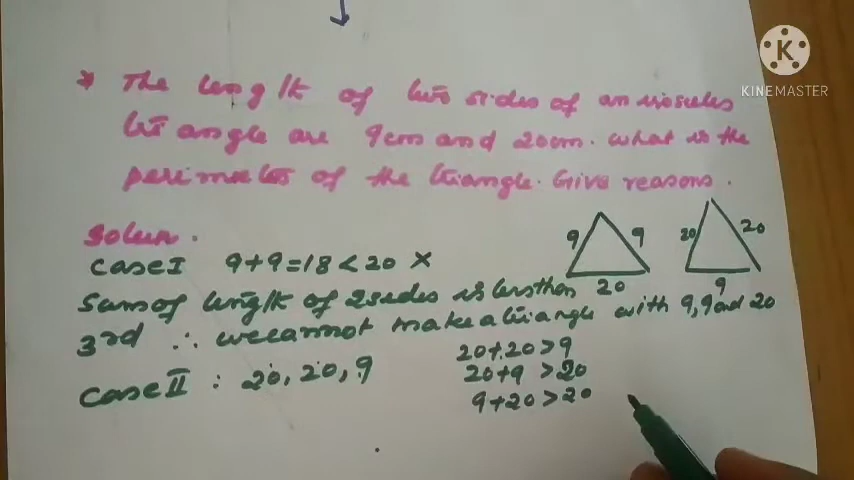 KINEMASTER
* The length of two sides of an isosceles
triangle are 9cm and 20cm. what is the
perimeter of the triangle. Give reasons.
Solun.
case I 9+9=18<20 ×
9 9 20
20 20 9
Sum of length of 2 sides is less than
3rd ∴ we cannot make a triangle with 9,9 and 20
case II : 20, 20, 9
20+20>9
20+9 >20
9+20>20